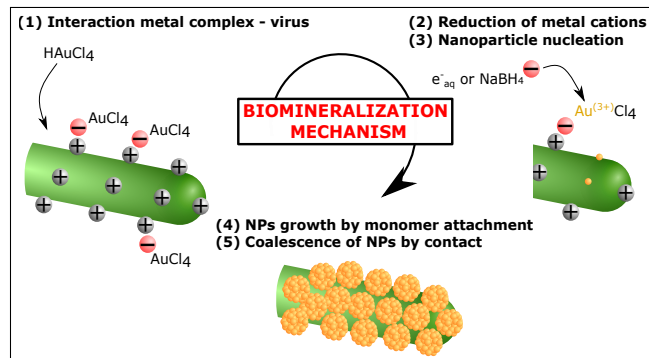 (1) Interaction metal complex - virus
HAuCl4
AuCl4
AuCl4
AuCl4
BIOMINERALIZATION
MECHANISM
(2) Reduction of metal cations
(3) Nanoparticle nucleation
e⁻aq or NaBH4
Au(3+)Cl4
(4) NPs growth by monomer attachment
(5) Coalescence of NPs by contact